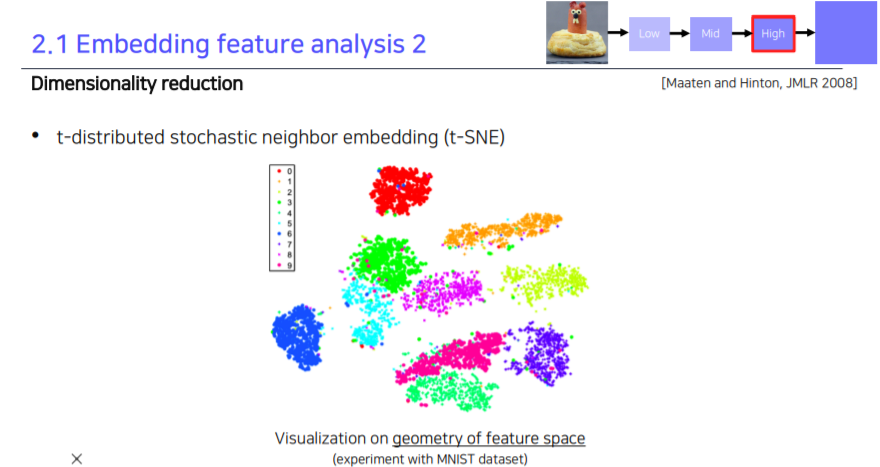 2.1 Embedding feature analysis 2
Low
Mid
High
Dimensionality reduction
[Maaten and Hinton, JMLR 2008]
• t-distributed stochastic neighbor embedding (t-SNE)
0
1
2
3
4
5
6
7
8
9
Visualization on geometry of feature space
(experiment with MNIST dataset)